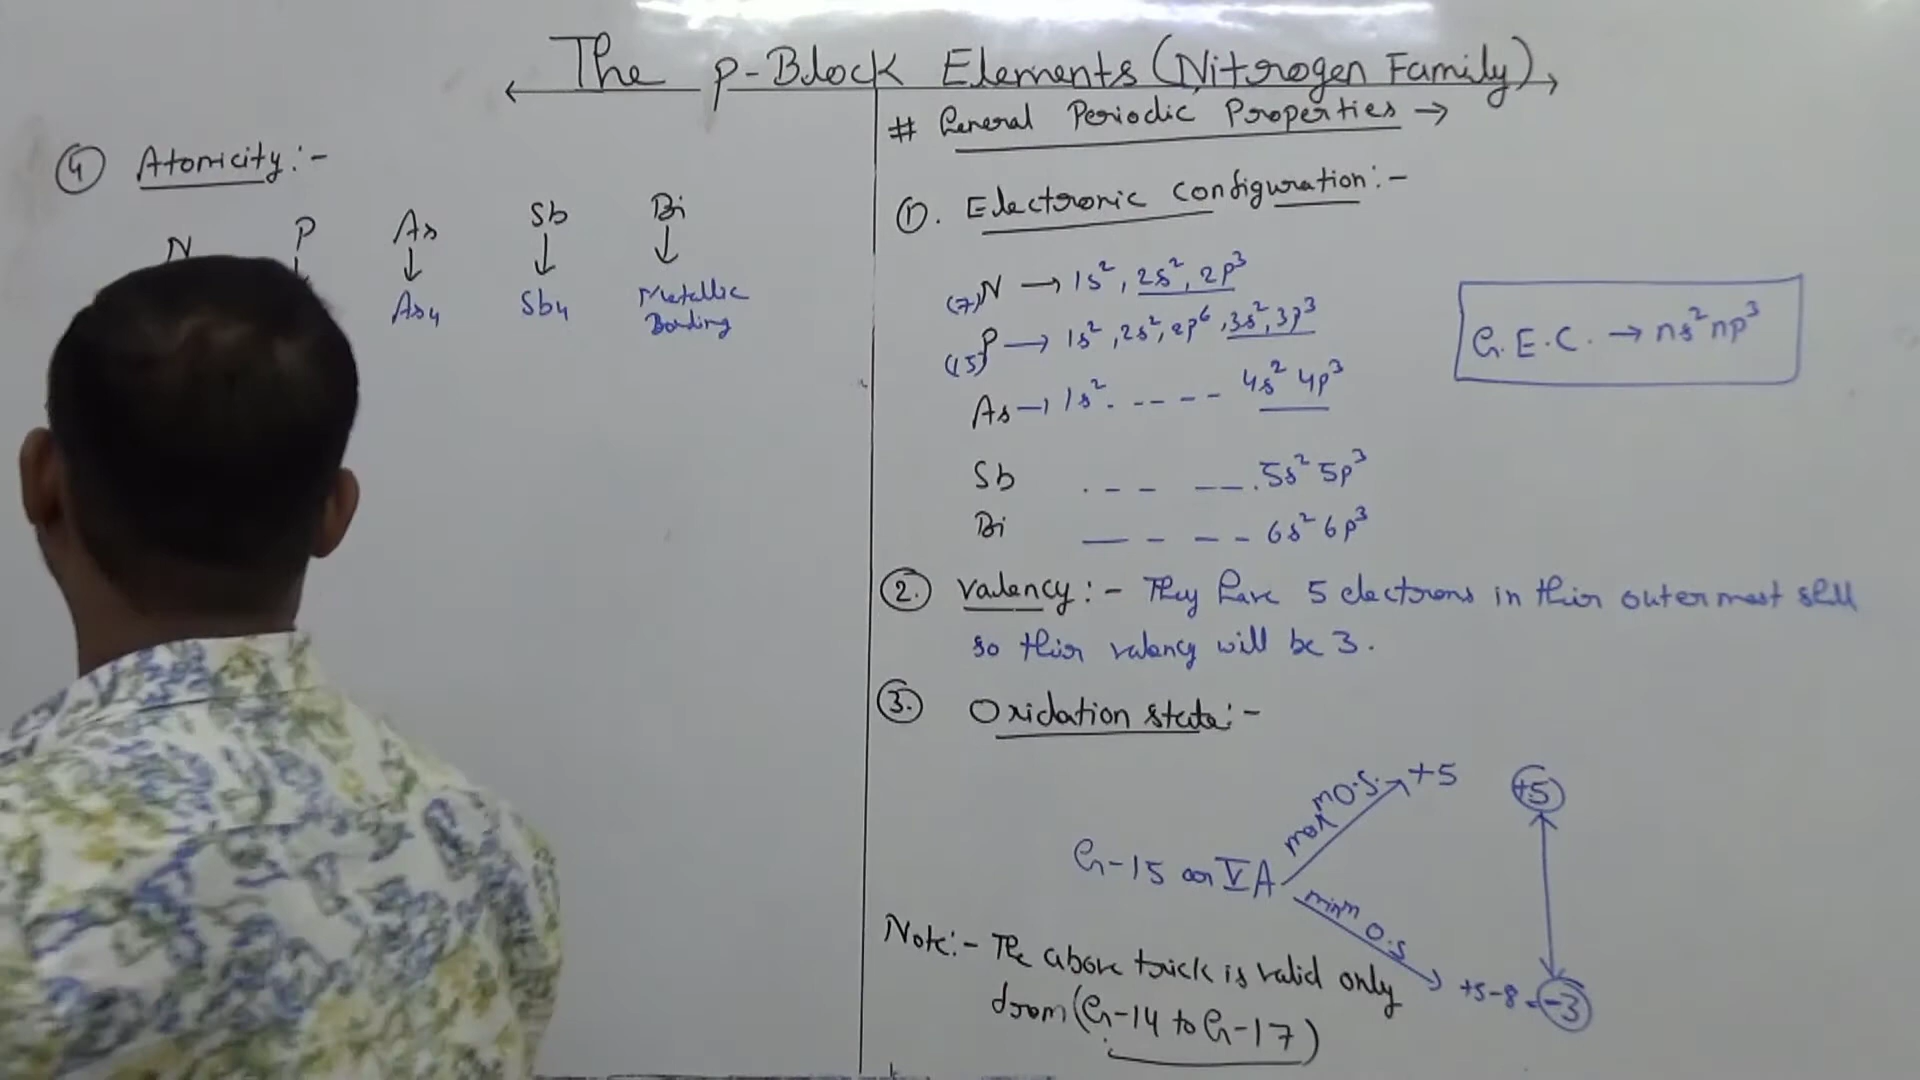 The p-Block Elements (Nitrogen Family)
④ Atomicity:-
N P As Sb Bi
↓ ↓ ↓
As₄ Sb₄ Metallic
Bonding
# General Periodic Properties →
①. Electronic configuration:-
(7)N → 1s², 2s², 2p³
(15)P → 1s², 2s², 2p⁶, 3s², 3p³
As → 1s². - - - - 4s² 4p³
Sb . - - - - . 5s² 5p³
Bi - - - - 6s² 6p³
G.E.C. → ns² np³
②. Valency:- They have 5 electrons in thir outermost shell
so thir valency will be 3.
③. Oxidation state:-
max^m O.S. → +5
G-15 or VA
min^m O.S → +5-8 = -3
+5
Note:- The above trick is valid only
from (G-14 to G-17)